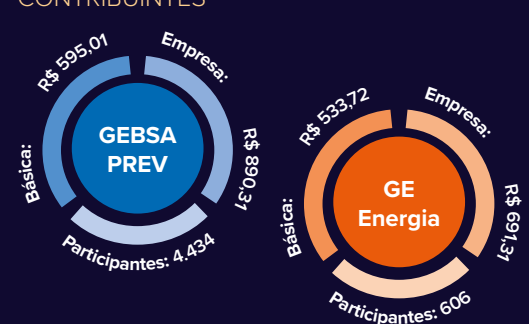 CONTRIBUINTES
Básica: R$ 595,01
Empresa: R$ 890,31
GEBSA
PREV
Participantes: 4.434
Básica: R$ 533,72
Empresa: R$ 691,31
GE
Energia
Participantes: 606